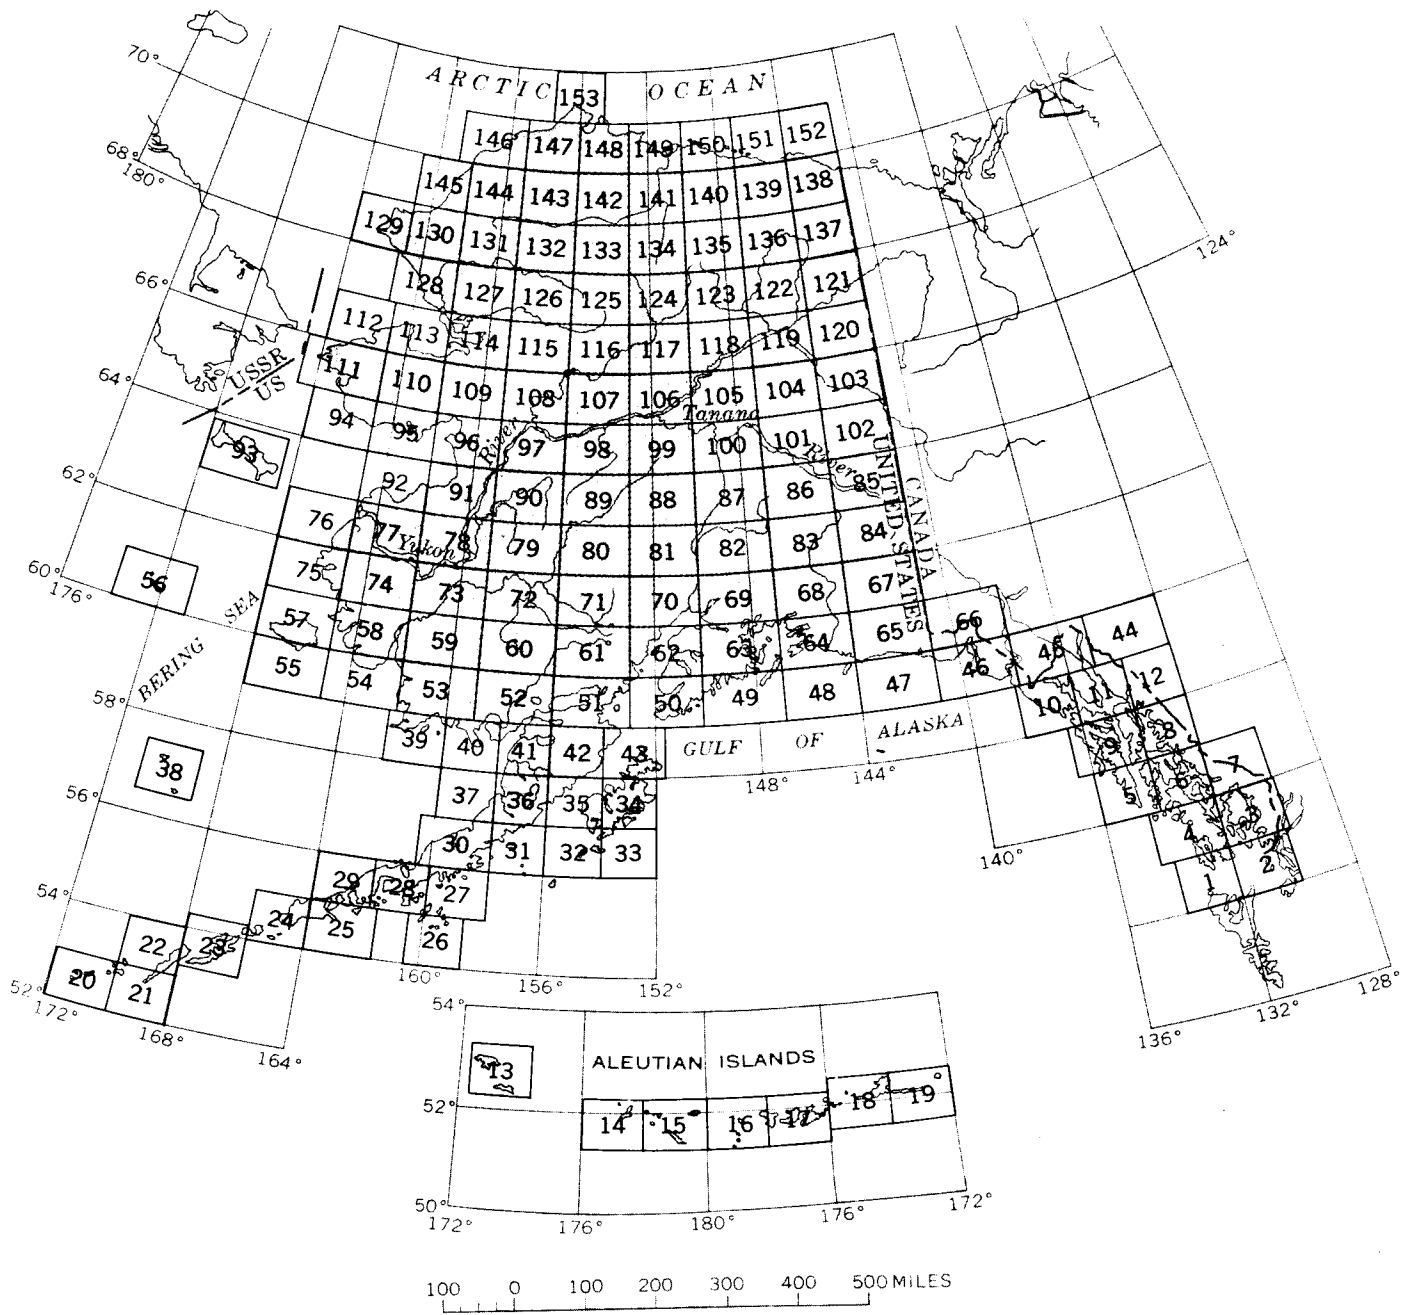 70°
ARCTIC OCEAN
153
146 147 148 149 150 151 152
68°
180°
145 144 143 142 141 140 139 138
129 130 131 132 133 134 135 136 137
124°
66°
128 127 126 125 124 123 122 121
112 113 114 115 116 117 118 119 120
USSR
US
64°
111 110 109 108 107 106 105 104 103
Tanana
94 95 96 River 97 98 99 100 101 River 102
93
62°
92 91 90 89 88 87 86 85
UNITED STATES
CANADA
76 77 78 79 80 81 82 83 84
Yukon
60°
176°
56
75 74 73 72 71 70 69 68 67
BERING SEA
57 58 59 60 61 62 63 64 65 66
45 44
55 54 53 52 51 50 49 48 47 46
10 11 12
58°
39 40 41 42 43
GULF OF ALASKA
9 8
148° 144°
38
7
56°
37 36 35 34
5 6
140°
30 31 32 33
4 3
54°
29 28 27
1 2
24 25 26
22 23
20 21
52°
172°
168°
164°
160° 156° 152°
136° 132° 128°
54°
ALEUTIAN ISLANDS
13
52°
14 15 16 17 18 19
50°
172° 176° 180° 176° 172°
100 0 100 200 300 400 500 MILES